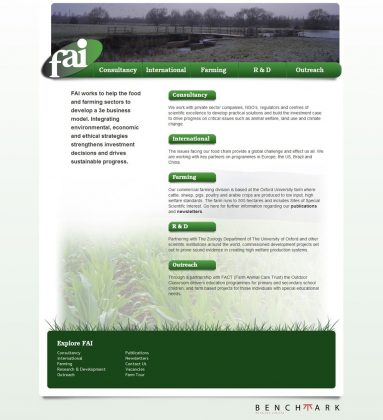 fai
Consultancy International Farming R & D Outreach
FAI works to help the food
and farming sectors to
develop a 3e business
model. Integrating
environmental, economic
and ethical strategies
strengthens investment
decisions and drives
sustainable progress.
Consultancy
We work with private sector companies, NGO's, regulators and centres of
scientific excellence to develop practical solutions and build the investment case
to drive progress on critical issues such as animal welfare, land use and climate
change.
International
The issues facing our food chain provide a global challenge and affect us all. We
are working with key partners on programmes in Europe, the US, Brazil and
China.
Farming
Our commercial farming division is based at the Oxford University farm where
cattle, sheep, pigs, poultry and arable crops are produced to low input, high
welfare standards. The farm runs to 500 hectares and includes Sites of Special
Scientific Interest. Go here for further information regarding our publications
and newsletters
R & D
Partnering with The Zoology Department of The University of Oxford and other
scientific institutions around the world, commissioned development projects set
out to prove sound evidence in creating high welfare production systems.
Outreach
Through a partnership with FACT (Farm Animal Care Trust) the Outdoor
Classroom delivers education programmes for primary and secondary school
children, and farm based projects for those individuals with special educational
needs.
Explore FAI
Consultancy
International
Farming
Research & Development
Outreach
Publications
Newsletters
Contact Us
Vacancies
Farm Tour
BENCHMARK